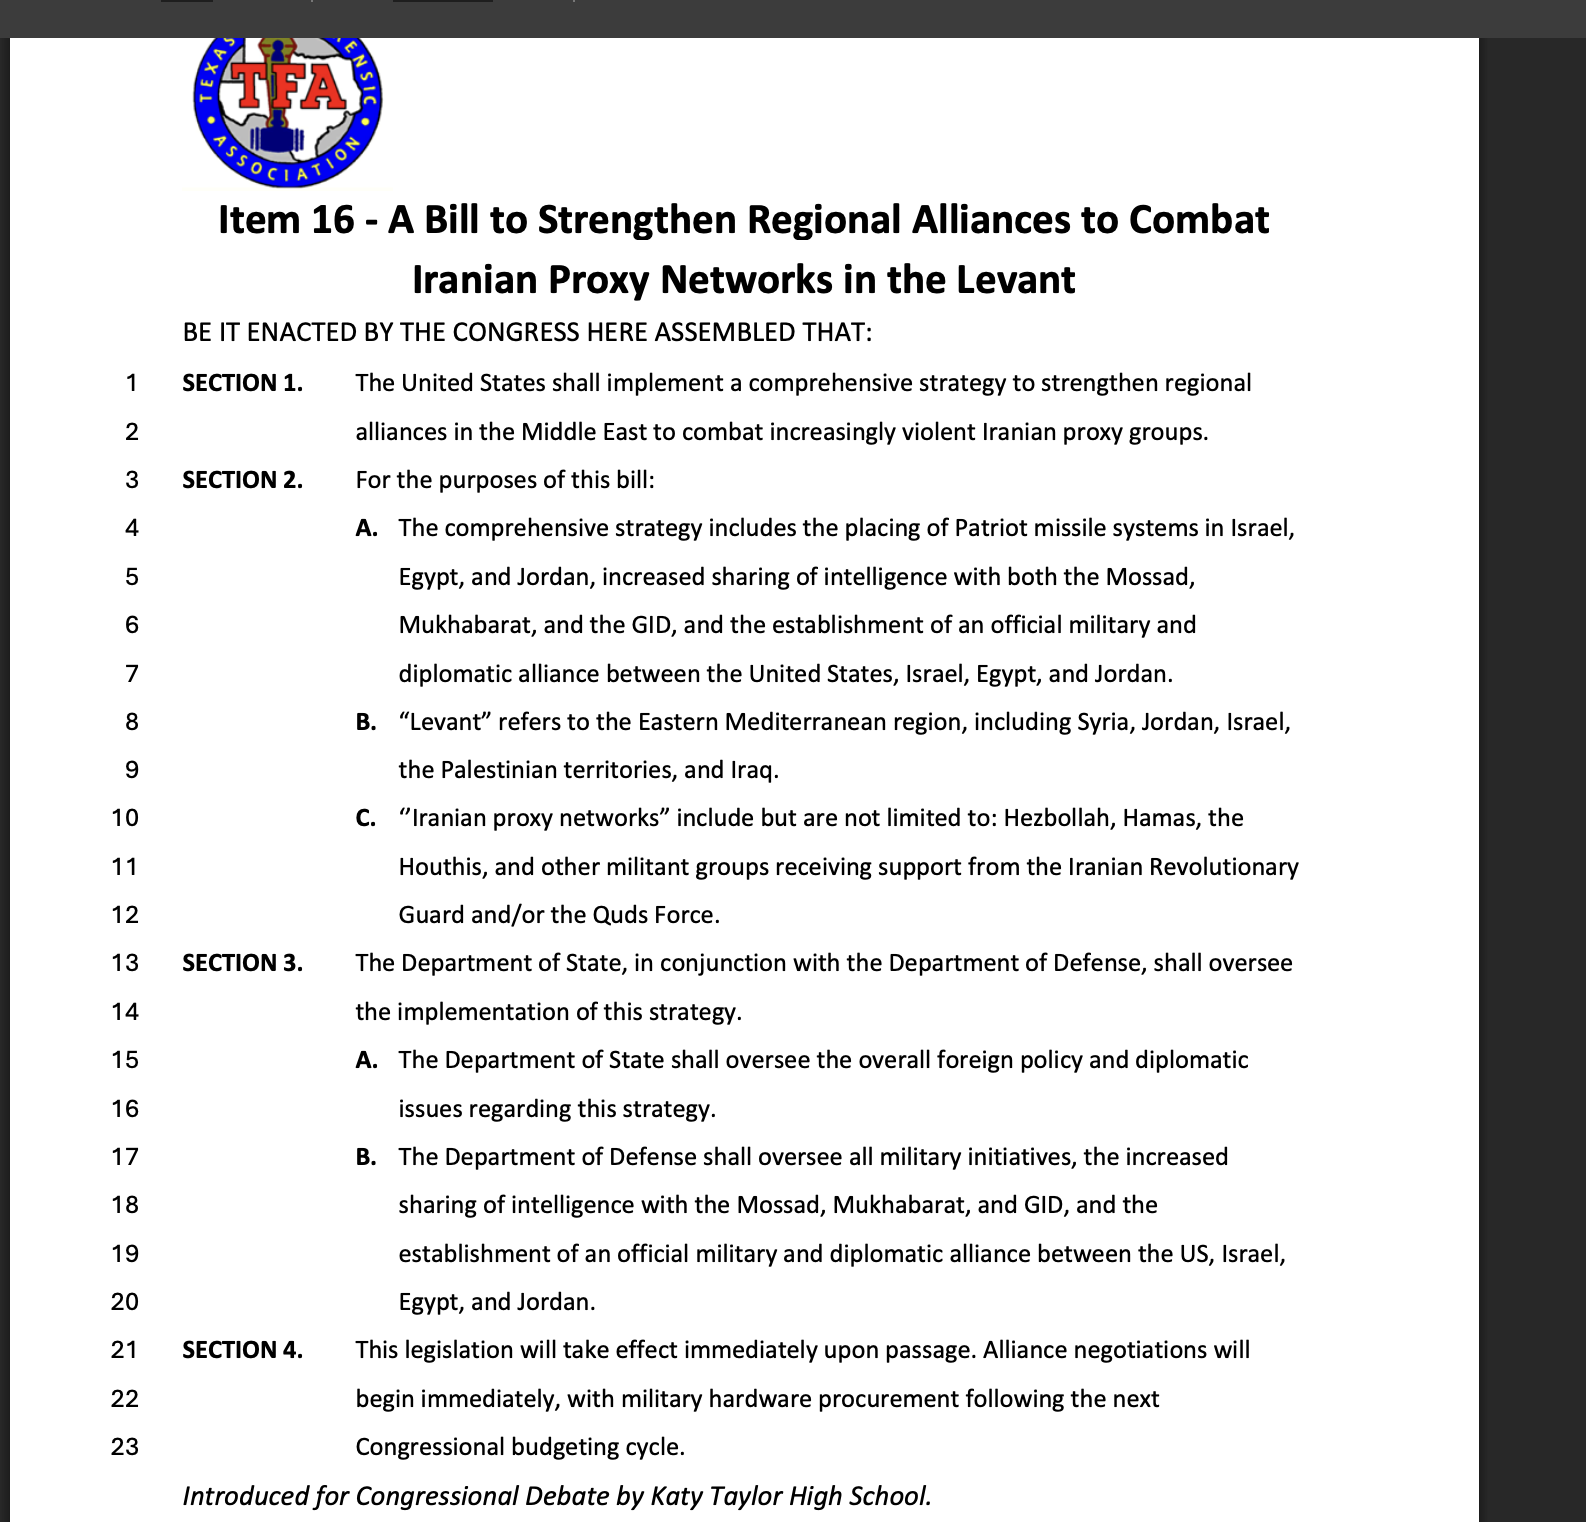 TEXAS FORENSIC
TFA
ASSOCIATION
Item 16 - A Bill to Strengthen Regional Alliances to Combat
Iranian Proxy Networks in the Levant
BE IT ENACTED BY THE CONGRESS HERE ASSEMBLED THAT:
1 SECTION 1. The United States shall implement a comprehensive strategy to strengthen regional
2 alliances in the Middle East to combat increasingly violent Iranian proxy groups.
3 SECTION 2. For the purposes of this bill:
4 A. The comprehensive strategy includes the placing of Patriot missile systems in Israel,
5 Egypt, and Jordan, increased sharing of intelligence with both the Mossad,
6 Mukhabarat, and the GID, and the establishment of an official military and
7 diplomatic alliance between the United States, Israel, Egypt, and Jordan.
8 B. “Levant” refers to the Eastern Mediterranean region, including Syria, Jordan, Israel,
9 the Palestinian territories, and Iraq.
10 C. “Iranian proxy networks” include but are not limited to: Hezbollah, Hamas, the
11 Houthis, and other militant groups receiving support from the Iranian Revolutionary
12 Guard and/or the Quds Force.
13 SECTION 3. The Department of State, in conjunction with the Department of Defense, shall oversee
14 the implementation of this strategy.
15 A. The Department of State shall oversee the overall foreign policy and diplomatic
16 issues regarding this strategy.
17 B. The Department of Defense shall oversee all military initiatives, the increased
18 sharing of intelligence with the Mossad, Mukhabarat, and GID, and the
19 establishment of an official military and diplomatic alliance between the US, Israel,
20 Egypt, and Jordan.
21 SECTION 4. This legislation will take effect immediately upon passage. Alliance negotiations will
22 begin immediately, with military hardware procurement following the next
23 Congressional budgeting cycle.
Introduced for Congressional Debate by Katy Taylor High School.